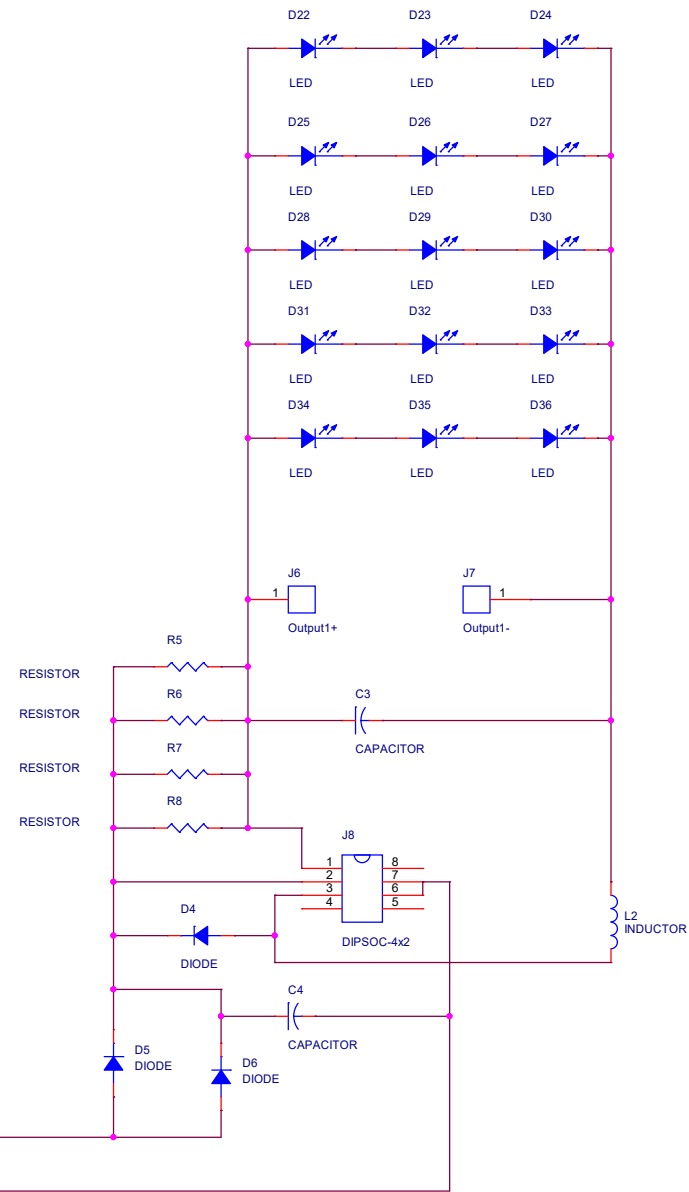 D22 D23 D24
LED LED LED
D25 D26 D27
LED LED LED
D28 D29 D30
LED LED LED
D31 D32 D33
LED LED LED
D34 D35 D36
LED LED LED
J6 J7
1 1
Output1+ Output1-
R5
RESISTOR
R6 C3
RESISTOR
CAPACITOR
R7
RESISTOR
R8
RESISTOR
J8
1 8
2 7
3 6
4 5
D4
L2
INDUCTOR
DIPSOC-4x2
DIODE
C4
CAPACITOR
D5
DIODE
D6
DIODE